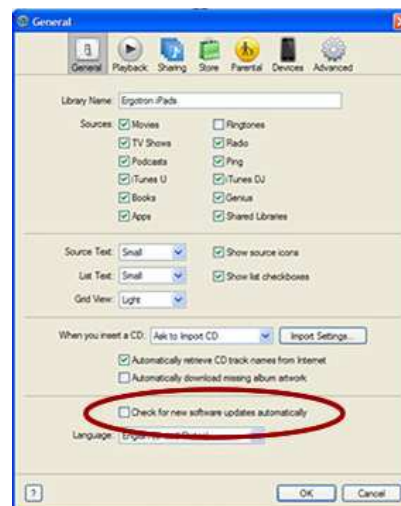 General
General Playback Sharing Store Parental Devices Advanced
Library Name: Ergotron iPads
Sources: Movies Ringtones
TV Shows Radio
Podcasts Ping
iTunes U iTunes DJ
Books Genius
Apps Shared Libraries
Source Text: Small Show source icons
List Text: Small Show list checkboxes
Grid View: Light
When you insert a CD: Ask to Import CD Import Settings...
Automatically retrieve CD track names from Internet
Automatically download missing album artwork
Check for new software updates automatically
Language: English (United States)
? OK Cancel